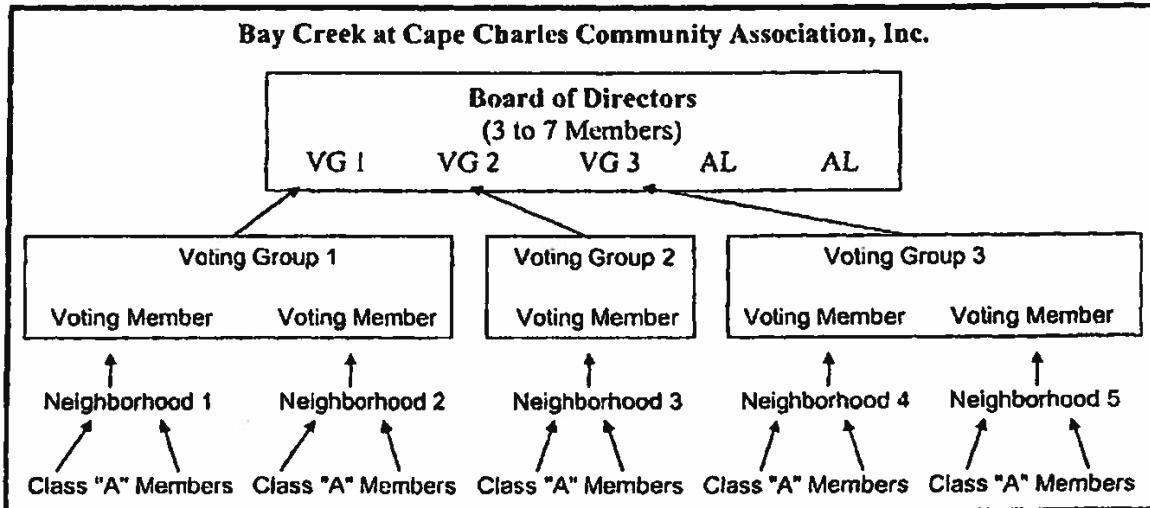 Bay Creek at Cape Charles Community Association, Inc.
Board of Directors
(3 to 7 Members)
VG 1 VG 2 VG 3 AL AL
Voting Group 1 Voting Group 2 Voting Group 3
Voting Member Voting Member Voting Member Voting Member Voting Member
Neighborhood 1 Neighborhood 2 Neighborhood 3 Neighborhood 4 Neighborhood 5
Class "A" Members Class "A" Members Class "A" Members Class "A" Members Class "A" Members